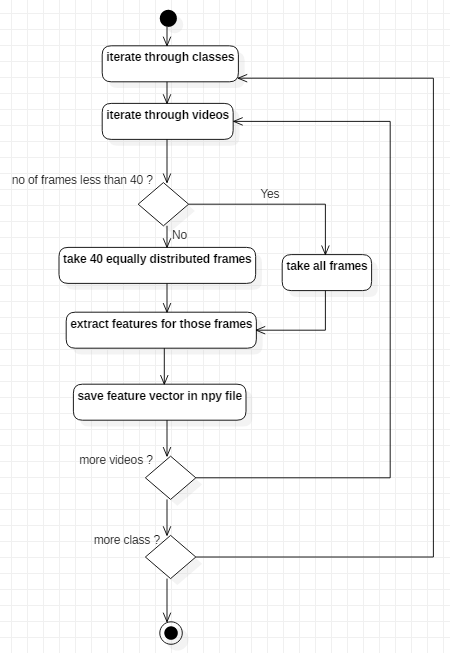 iterate through classes
iterate through videos
no of frames less than 40 ?
Yes
No
take 40 equally distributed frames
take all frames
extract features for those frames
save feature vector in npy file
more videos ?
more class ?